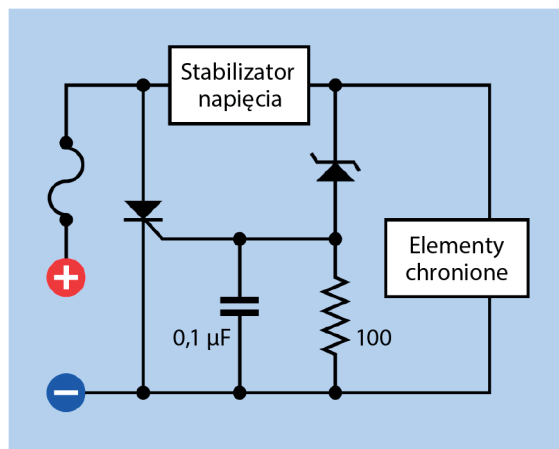 Stabilizator
napięcia
+
Elementy
chronione
0,1 μF
100
−